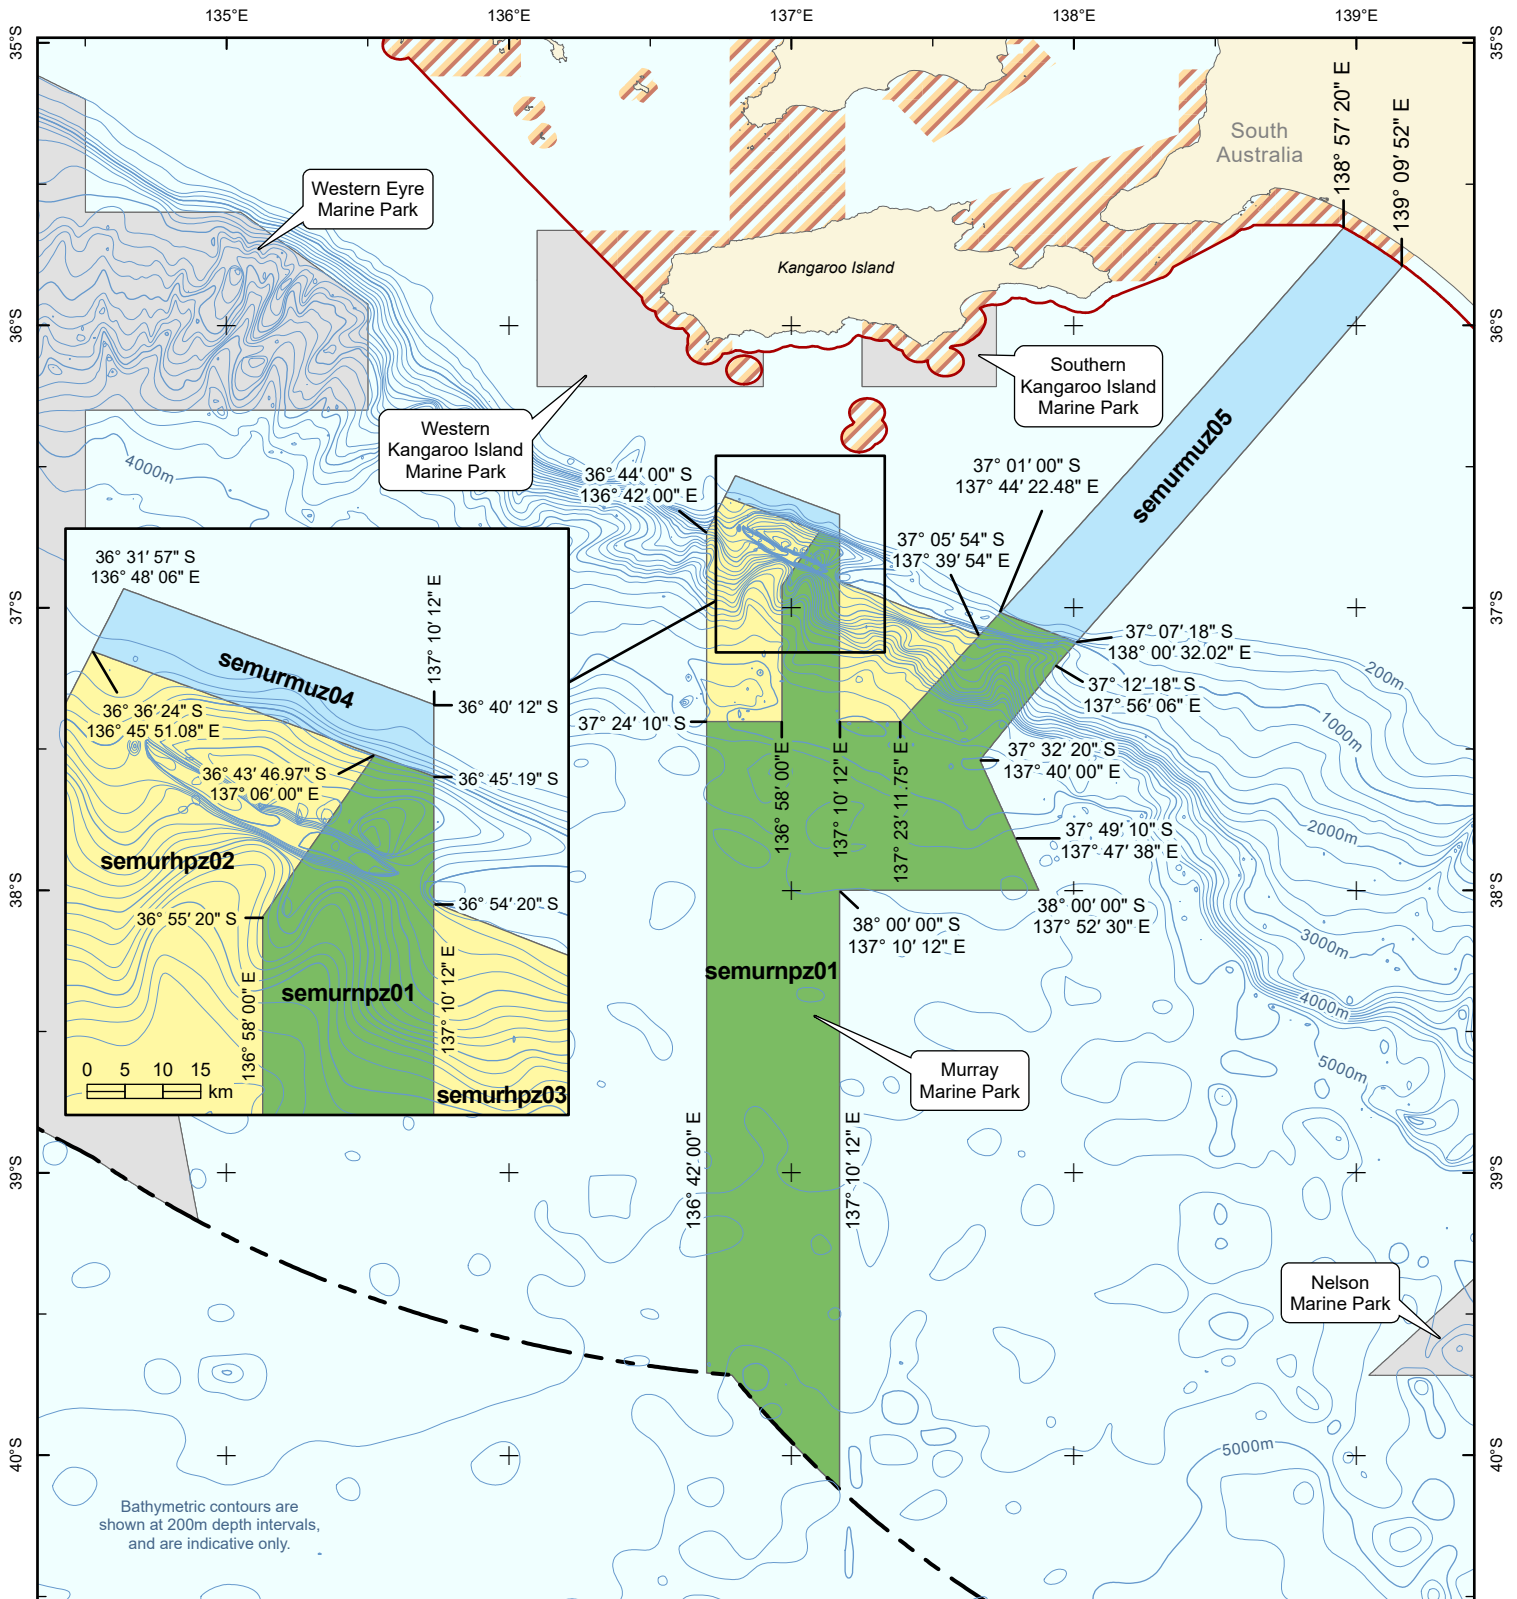 135°E
136°E
137°E
138°E
139°E
35°S
35°S
138° 57′ 20" E
139° 09′ 52" E
South
Australia
Western Eyre
Marine Park
Kangaroo Island
36°S
36°S
Southern
Kangaroo Island
Marine Park
Western
Kangaroo Island
Marine Park
4000m
semurmuz05
36° 44′ 00" S
136° 42′ 00" E
37° 01′ 00" S
137° 44′ 22.48" E
37° 05′ 54" S
137° 39′ 54" E
36° 31′ 57" S
136° 48′ 06" E
137° 10′ 12" E
37°S
37°S
37° 07′ 18" S
138° 00′ 32.02" E
semurmuz04
200m
37° 12′ 18" S
137° 56′ 06" E
36° 36′ 24" S
136° 45′ 51.08" E
36° 40′ 12" S
37° 24′ 10" S
1000m
36° 43′ 46.97" S
137° 06′ 00" E
36° 45′ 19" S
136° 58′ 00" E
137° 10′ 12" E
137° 23′ 11.75" E
37° 32′ 20" S
137° 40′ 00" E
2000m
37° 49′ 10" S
137° 47′ 38" E
semurhpz02
38°S
38°S
36° 55′ 20" S
36° 54′ 20" S
38° 00′ 00" S
137° 10′ 12" E
38° 00′ 00" S
137° 52′ 30" E
3000m
semurnpz01
semurnpz01
136° 58′ 00" E
137° 10′ 12" E
4000m
0 5 10 15
km
semurhpz03
Murray
Marine Park
5000m
136° 42′ 00" E
137° 10′ 12" E
39°S
39°S
Nelson
Marine Park
40°S
40°S
5000m
Bathymetric contours are
shown at 200m depth intervals,
and are indicative only.